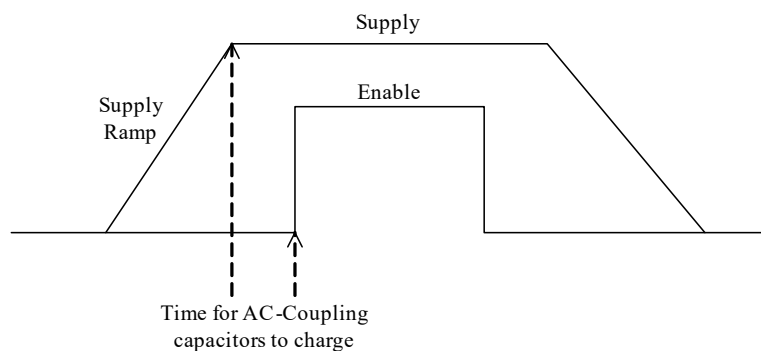 Supply
Enable
Supply
Ramp
Time for AC-Coupling
capacitors to charge